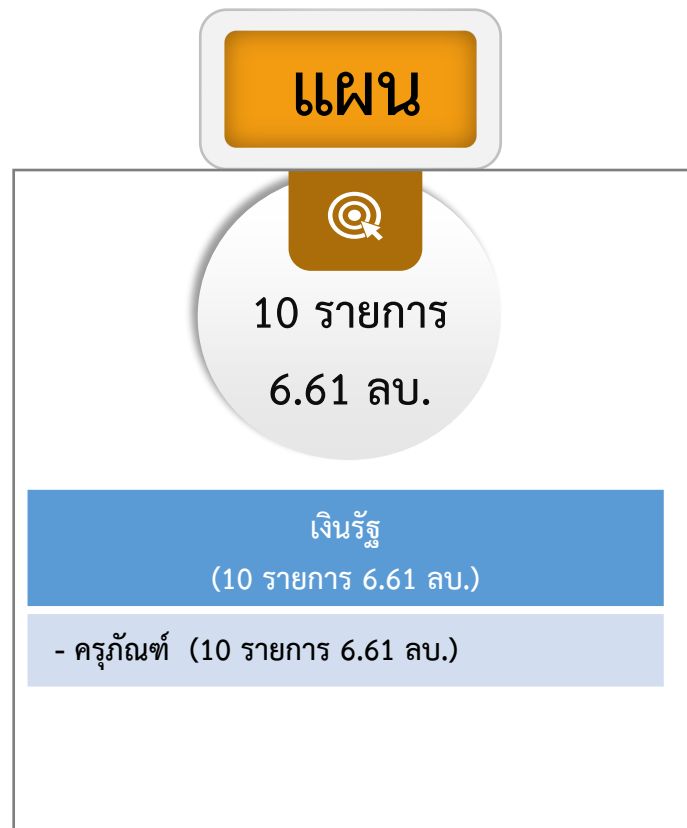 แผน
10 รายการ
6.61 ลบ.
เงินรัฐ
(10 รายการ 6.61 ลบ.)
- ครุภัณฑ์ (10 รายการ 6.61 ลบ.)